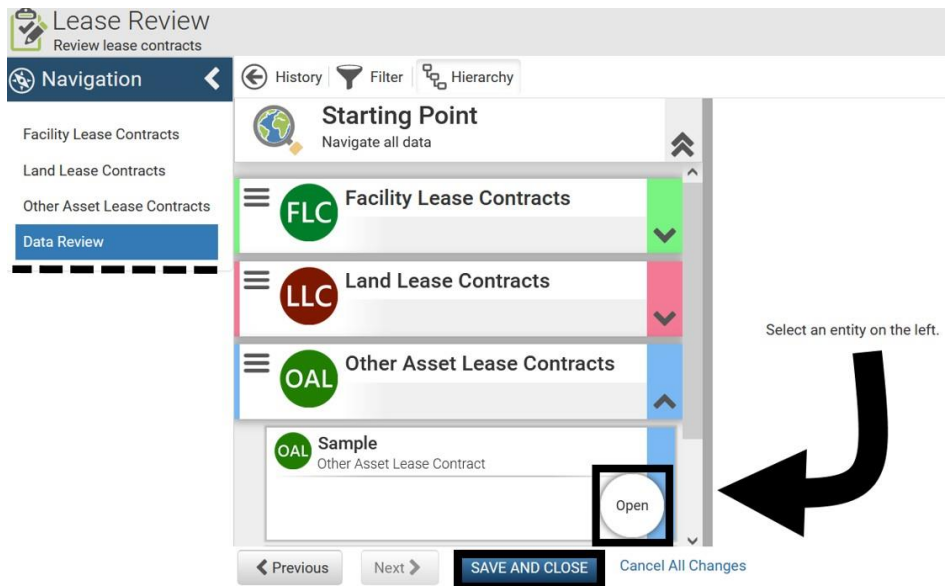 Lease Review
Review lease contracts
Navigation
History
Filter
Hierarchy
Facility Lease Contracts
Land Lease Contracts
Other Asset Lease Contracts
Data Review
Starting Point
Navigate all data
FLC
Facility Lease Contracts
LLC
Land Lease Contracts
OAL
Other Asset Lease Contracts
OAL
Sample
Other Asset Lease Contract
Open
Select an entity on the left.
Previous
Next
SAVE AND CLOSE
Cancel All Changes